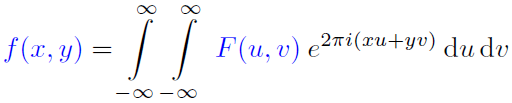 f(x, y) = ∫_{-∞}^{∞} ∫_{-∞}^{∞} F(u, v) e^{2πi(xu+yv)} du dv